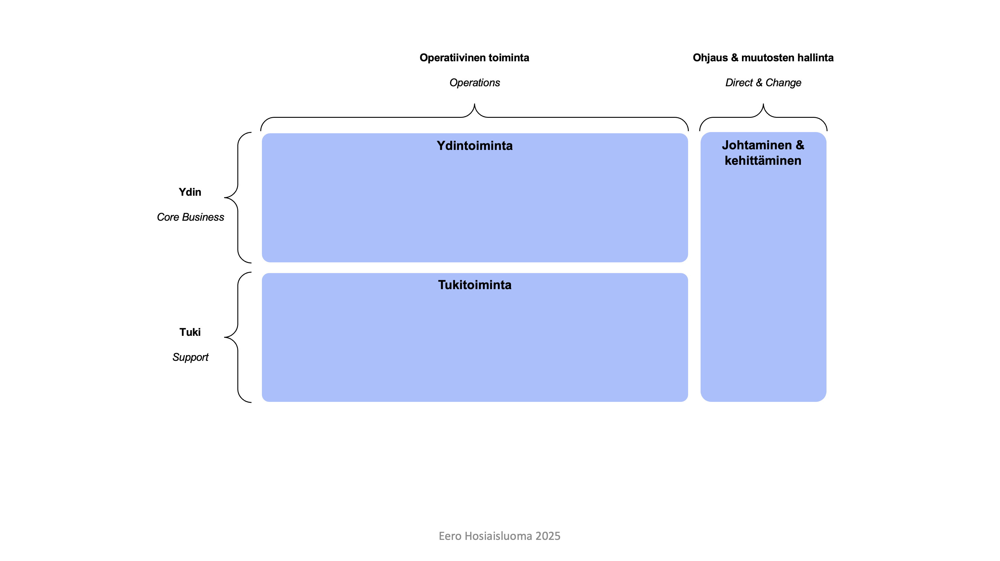 Operatiivinen toiminta
Operations
Ohjaus & muutosten hallinta
Direct & Change
Ydintoiminta
Johtaminen &
kehittäminen
Ydin
Core Business
Tukitoiminta
Tuki
Support
Eero Hosiaisluoma 2025